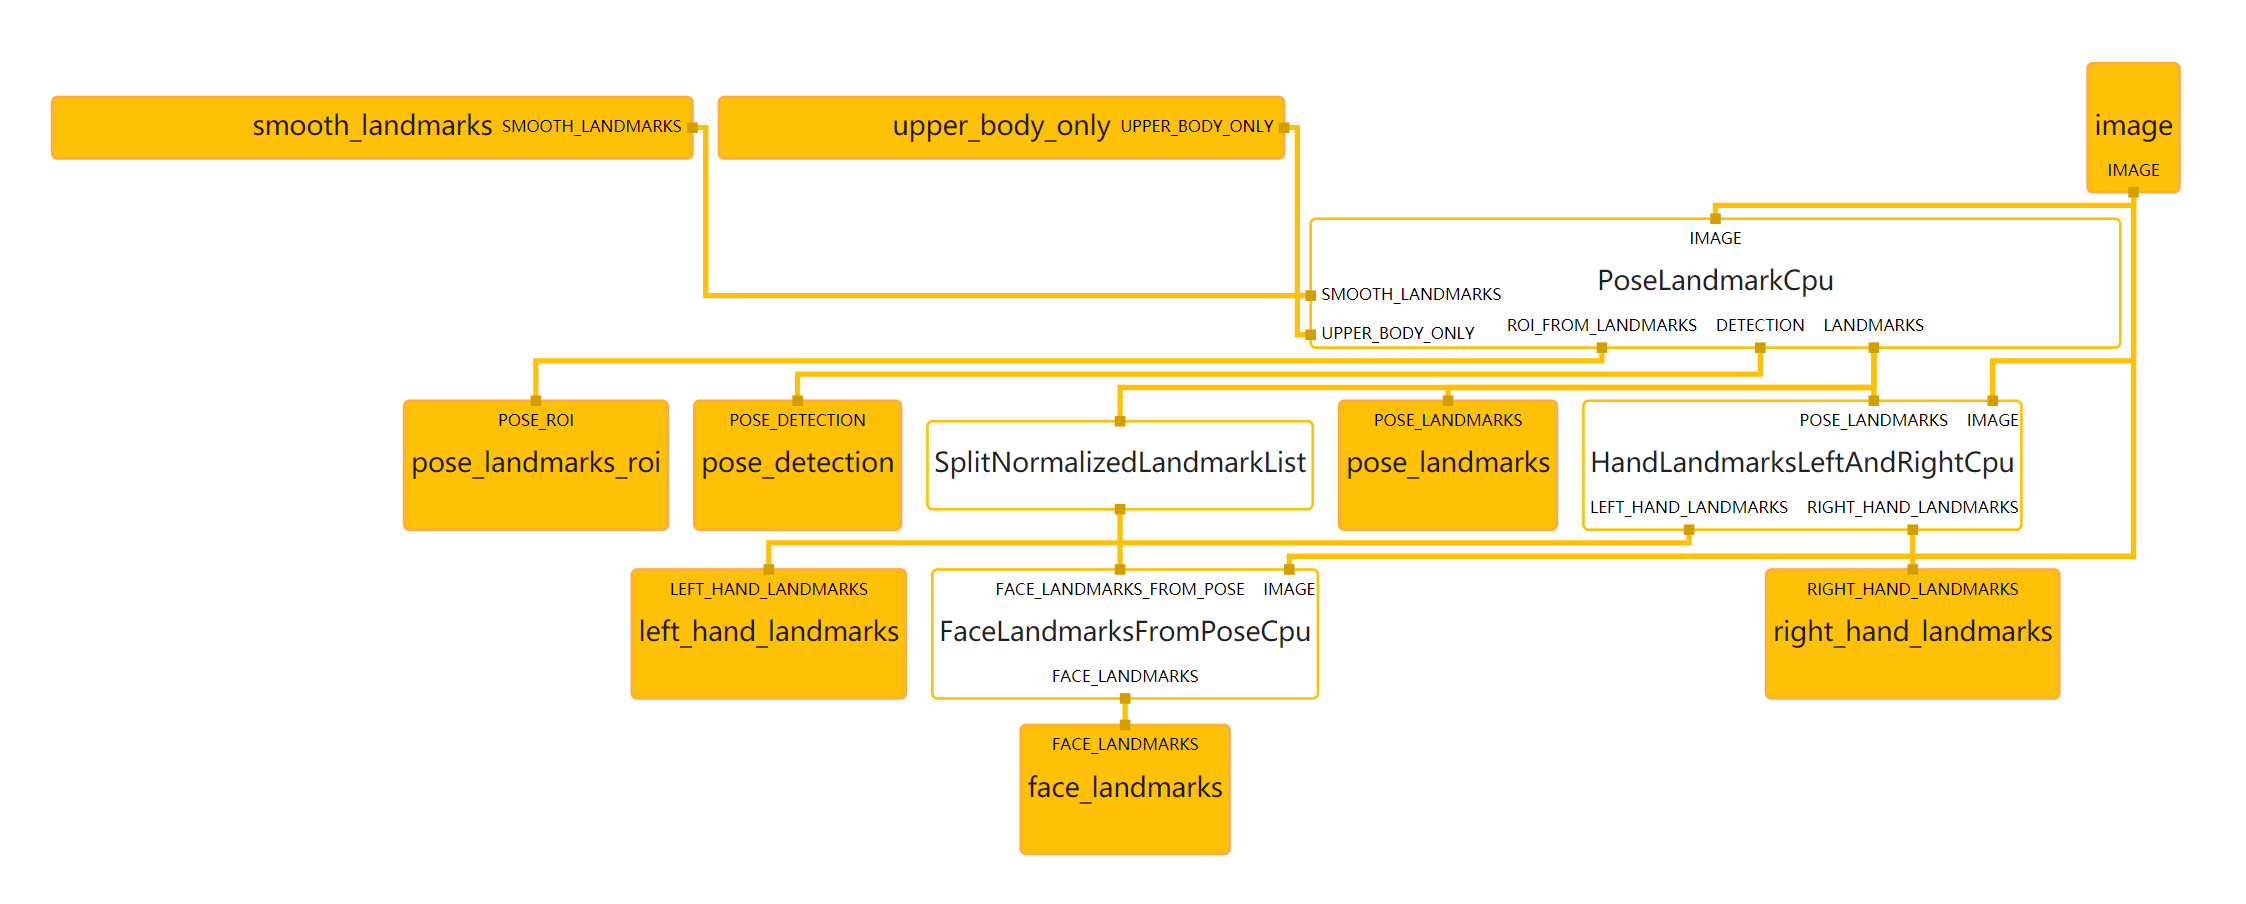 smooth_landmarks SMOOTH_LANDMARKS
upper_body_only UPPER_BODY_ONLY
image
IMAGE
IMAGE
PoseLandmarkCpu
SMOOTH_LANDMARKS
UPPER_BODY_ONLY
ROI_FROM_LANDMARKS DETECTION LANDMARKS
POSE_ROI
pose_landmarks_roi
POSE_DETECTION
pose_detection
SplitNormalizedLandmarkList
POSE_LANDMARKS
pose_landmarks
POSE_LANDMARKS IMAGE
HandLandmarksLeftAndRightCpu
LEFT_HAND_LANDMARKS RIGHT_HAND_LANDMARKS
LEFT_HAND_LANDMARKS
left_hand_landmarks
FACE_LANDMARKS_FROM_POSE IMAGE
FaceLandmarksFromPoseCpu
FACE_LANDMARKS
RIGHT_HAND_LANDMARKS
right_hand_landmarks
FACE_LANDMARKS
face_landmarks